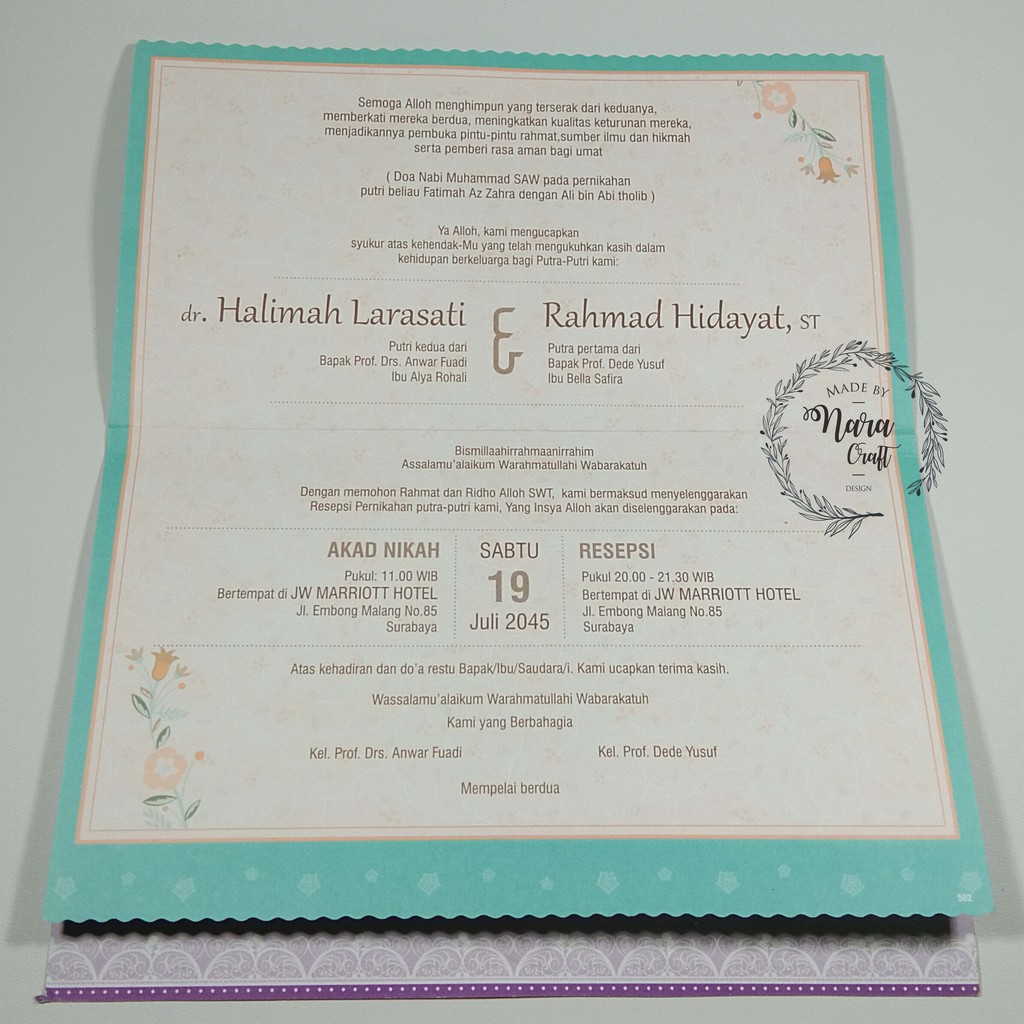 Semoga Alloh menghimpun yang terserak dari keduanya,
memberkati mereka berdua, meningkatkan kualitas keturunan mereka,
menjadikannya pembuka pintu-pintu rahmat,sumber ilmu dan hikmah
serta pemberi rasa aman bagi umat
( Doa Nabi Muhammad SAW pada pernikahan
putri beliau Fatimah Az Zahra dengan Ali bin Abi tholib )
Ya Alloh, kami mengucapkan
syukur atas kehendak-Mu yang telah mengukuhkan kasih dalam
kehidupan berkeluarga bagi Putra-Putri kami:
dr. Halimah Larasati
Putri kedua dari
Bapak Prof. Drs. Anwar Fuadi
Ibu Alya Rohali
&
Rahmad Hidayat, ST
Putra pertama dari
Bapak Prof. Dede Yusuf
Ibu Bella Safira
MADE BY
Nara
Craft
DESIGN
Bismillaahirrahmaanirrahim
Assalamu'alaikum Warahmatullahi Wabarakatuh
Dengan memohon Rahmat dan Ridho Alloh SWT, kami bermaksud menyelenggarakan
Resepsi Pernikahan putra-putri kami, Yang Insya Alloh akan diselenggarakan pada:
AKAD NIKAH
Pukul: 11.00 WIB
Bertempat di JW MARRIOTT HOTEL
Jl. Embong Malang No.85
Surabaya
SABTU
19
Juli 2045
RESEPSI
Pukul 20.00 - 21.30 WIB
Bertempat di JW MARRIOTT HOTEL
Jl. Embong Malang No.85
Surabaya
Atas kehadiran dan do'a restu Bapak/Ibu/Saudara/i. Kami ucapkan terima kasih.
Wassalamu'alaikum Warahmatullahi Wabarakatuh
Kami yang Berbahagia
Kel. Prof. Drs. Anwar Fuadi
Kel. Prof. Dede Yusuf
Mempelai berdua
502